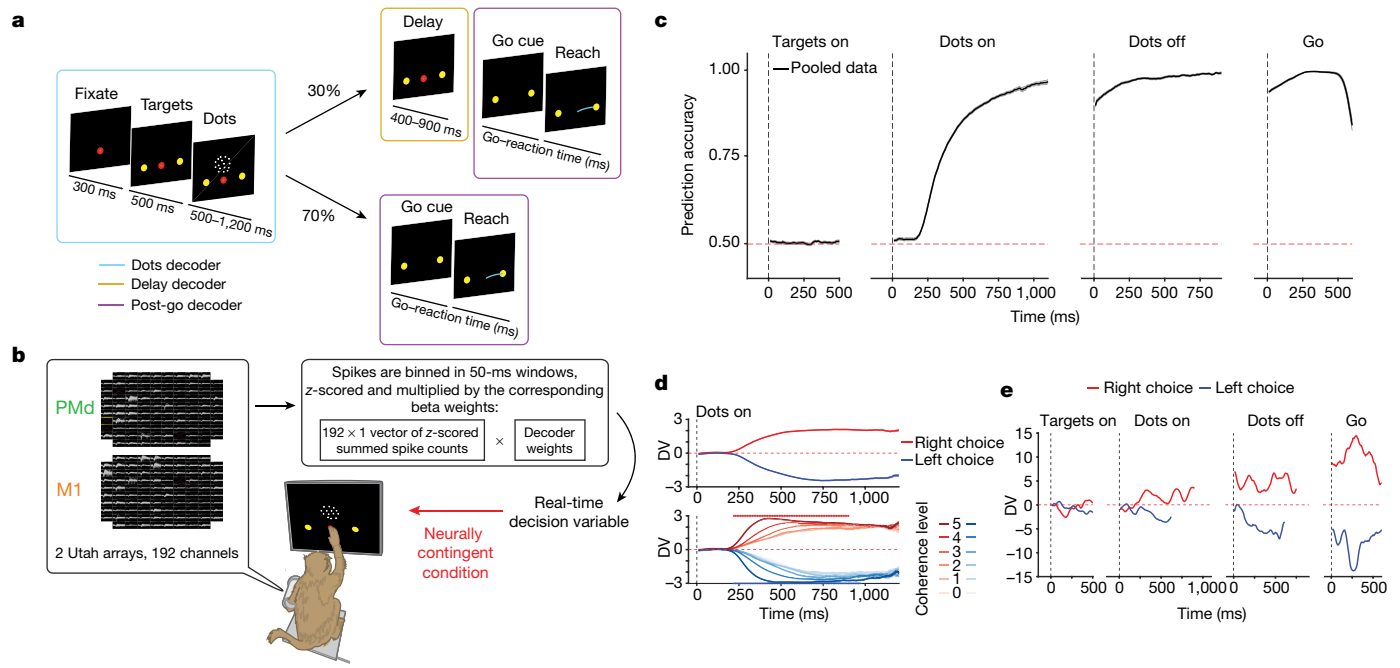 a
Fixate
Targets
Dots
300 ms
500 ms
500–1,200 ms
30%
70%
Delay
400–900 ms
Go cue
Reach
Go–reaction time (ms)
Go cue
Reach
Go–reaction time (ms)
Dots decoder
Delay decoder
Post-go decoder
b
PMd
M1
2 Utah arrays, 192 channels
Spikes are binned in 50-ms windows,
z-scored and multiplied by the corresponding
beta weights:
192 × 1 vector of z-scored
summed spike counts
×
Decoder
weights
Real-time
decision variable
Neurally
contingent
condition
c
Targets on
Dots on
Dots off
Go
Pooled data
Prediction accuracy
1.00
0.75
0.50
0 250 500
0 250 500 750 1,000
0 250 500 750
0 500
Time (ms)
d
Dots on
DV
3
0
−3
Right choice
Left choice
DV
3
0
−3
0 250 500 750 1,000
Time (ms)
Coherence level
5
4
3
2
1
0
e
Right choice
Left choice
Targets on
Dots on
Dots off
Go
DV
15
10
5
0
−5
−10
−15
0 500
0 500 1,000
0 500
0 500
Time (ms)